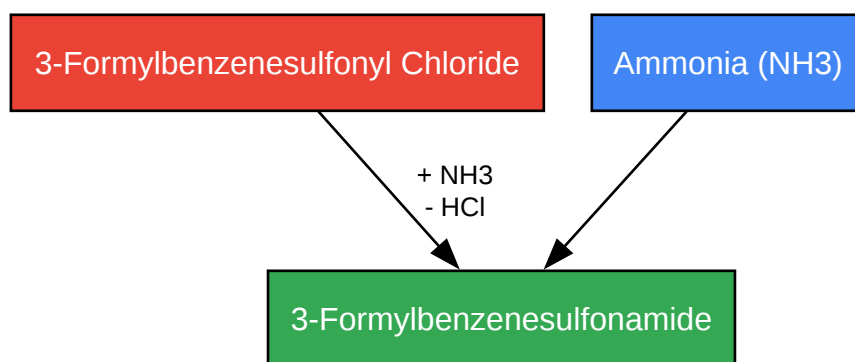 3-Formylbenzenesulfonyl Chloride
Ammonia (NH3)
+ NH3
- HCl
3-Formylbenzenesulfonamide